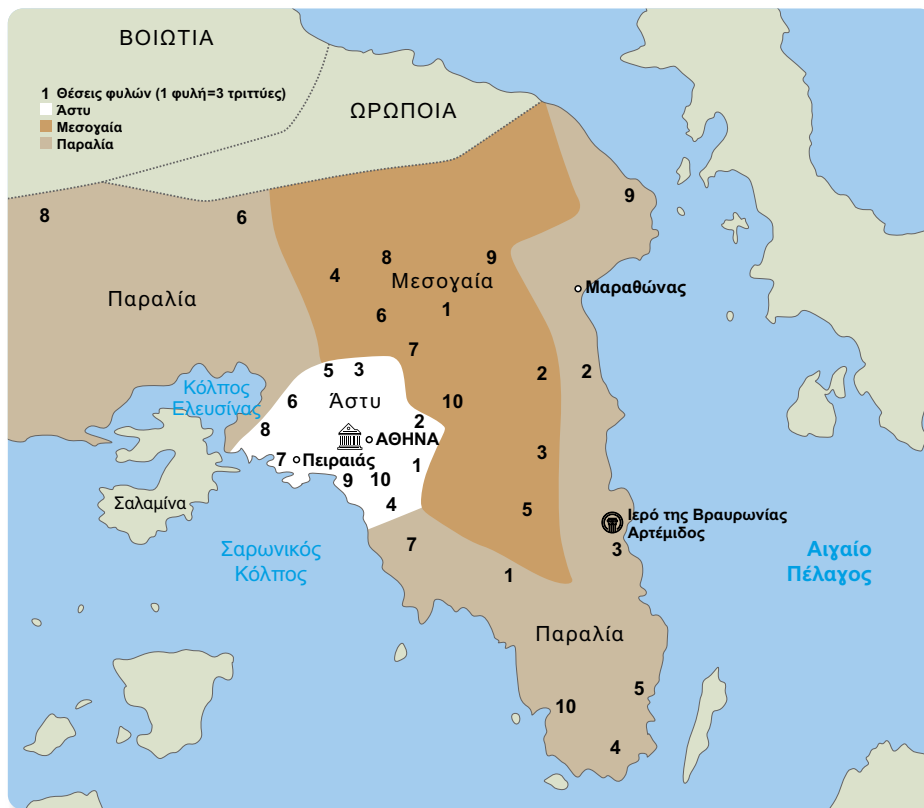 ΒΟΙΩΤΙΑ
1 Θέσεις φυλών (1 φυλή=3 τριττύες)
Άστυ
Μεσογαία
Παραλία
ΩΡΩΠΟΙΑ
9
8
6
8
9
4
Μεσογαία
Μαραθώνας
Παραλία
1
6
7
5
3
2
2
Κόλπος
Ελευσίνας
6
Άστυ
10
2
8
ΑΘΗΝΑ
3
7
Πειραιάς
1
9
10
Σαλαμίνα
4
5
Ιερό της Βραυρωνίας
Αρτέμιδος
7
3
Σαρωνικός
Κόλπος
Αιγαίο
Πέλαγος
1
Παραλία
5
10
4